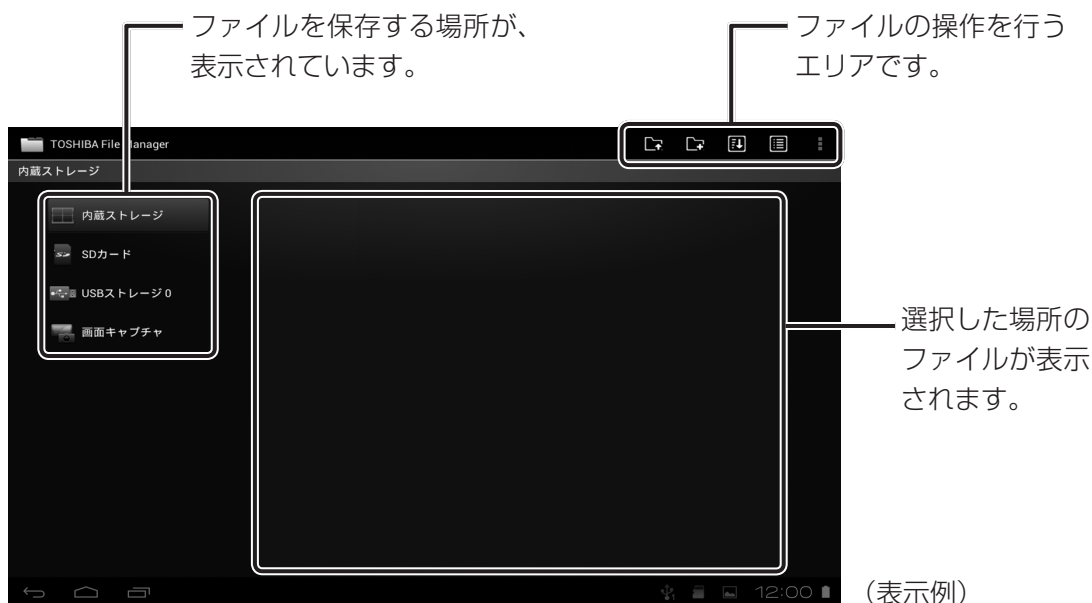 ファイルを保存する場所が、
表示されています。
ファイルの操作を行う
エリアです。
TOSHIBA File Manager
内蔵ストレージ
内蔵ストレージ
SDカード
USBストレージ 0
画面キャプチャ
選択した場所の
ファイルが表示
されます。
12:00
（表示例）